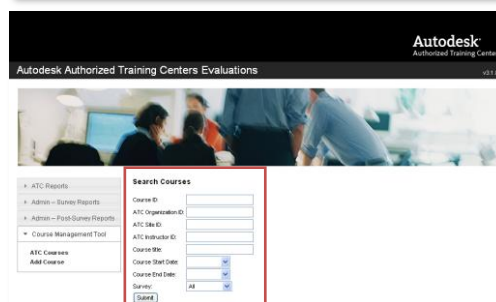 Autodesk
Authorized Training Center
Autodesk Authorized Training Centers Evaluations
ATC Reports
Admin – Survey Reports
Admin – Post-Survey Reports
Course Management Tool
ATC Courses
Add Course
Search Courses
Course ID:
ATC Organization ID:
ATC Site ID:
ATC Instructor ID:
Course title:
Course Start Date:
Course End Date:
Survey: All
Submit